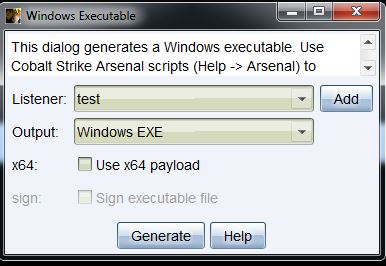 Windows Executable
This dialog generates a Windows executable. Use
Cobalt Strike Arsenal scripts (Help -> Arsenal) to
Listener: test Add
Output: Windows EXE
x64: Use x64 payload
sign: Sign executable file
Generate Help